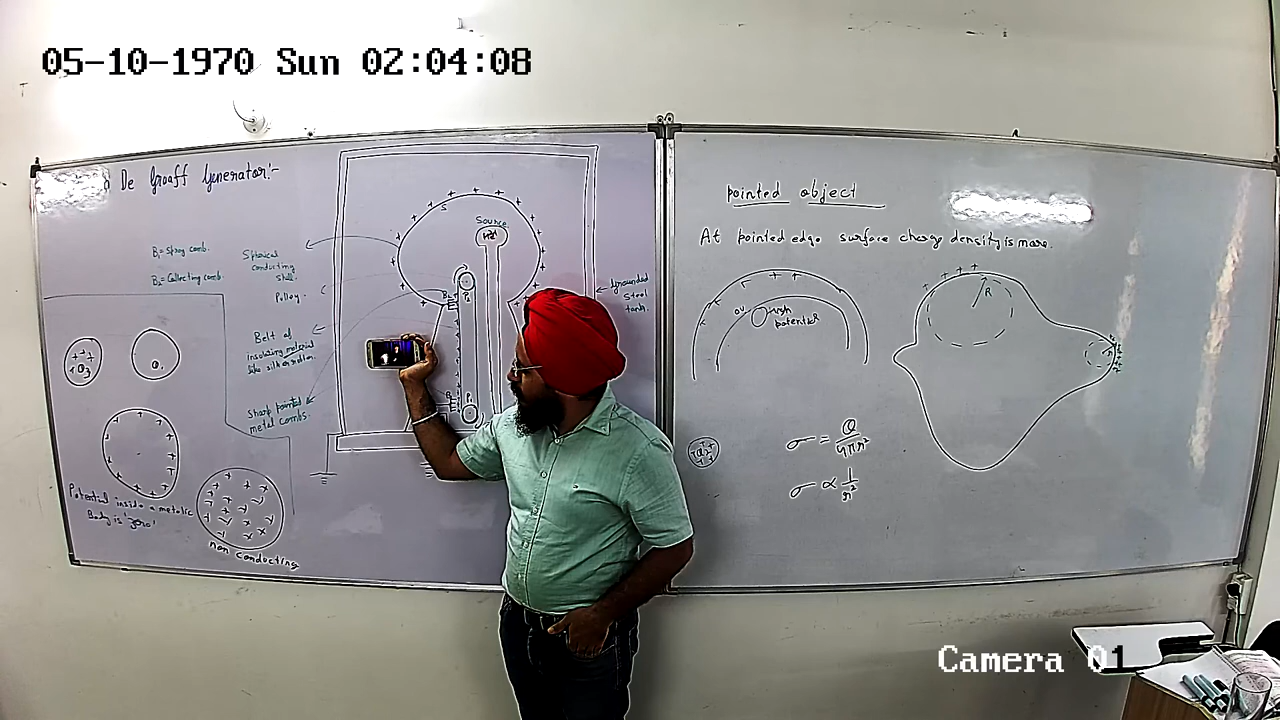 05-10-1970 Sun 02:04:08
De Graaff Generator:-
B₁= Spray comb.
B₂= Collecting comb.
Spherical
conducting
shell.
Pulley.
Belt of
insulating material
like silk
Sharp pointed
metal combs.
Source
HT
Grounded
Steel
tank.
Q
Potential inside a metalic
Body is zero!
non conducting
pointed object
At pointed edge surface charge density is more.
0V
high
potential
R
r
σ = Q/4πr²
σ ∝ 1/r²
Camera 01